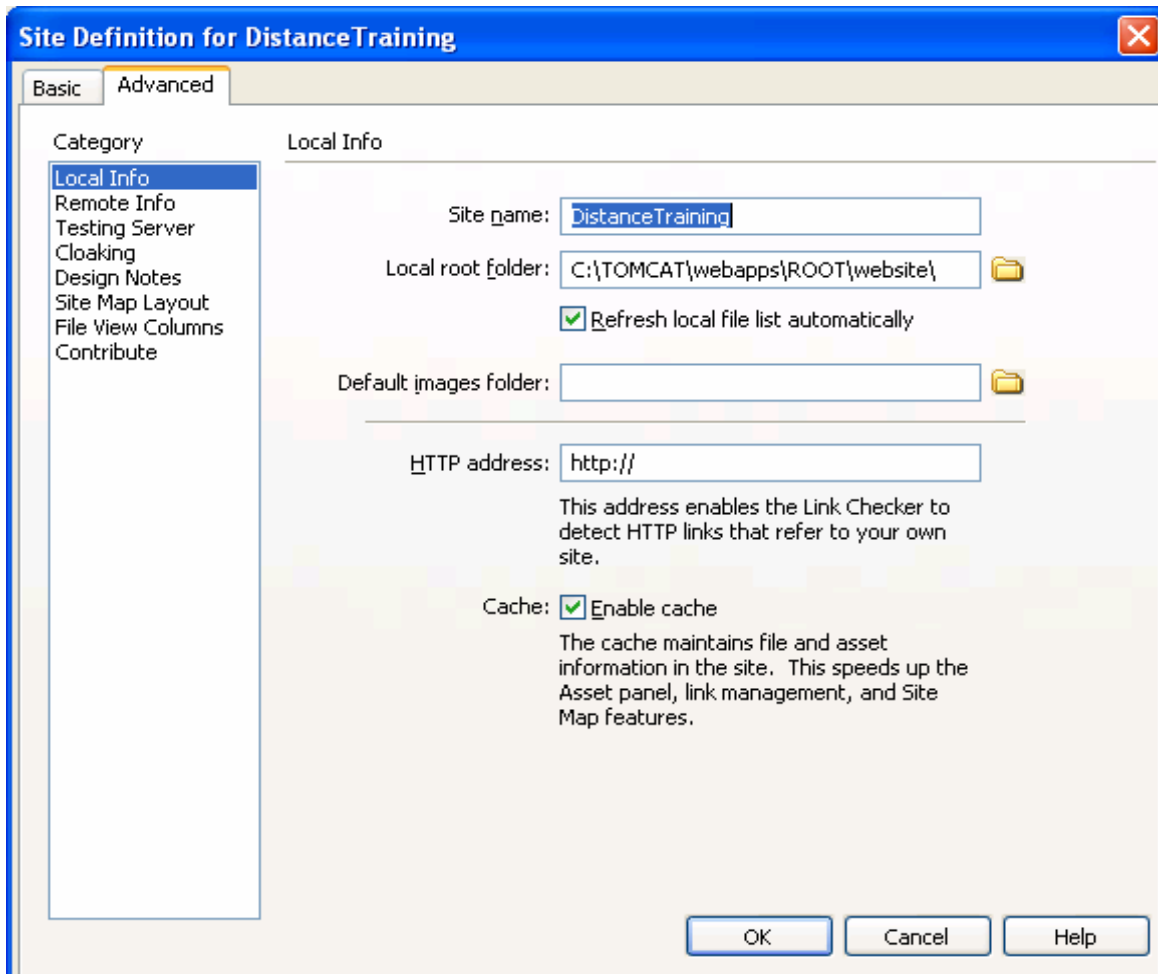 Site Definition for DistanceTraining
Basic
Advanced
Category
Local Info
Remote Info
Testing Server
Cloaking
Design Notes
Site Map Layout
File View Columns
Contribute
Local Info
Site name: DistanceTraining
Local root folder: C:\TOMCAT\webapps\ROOT\website\
Refresh local file list automatically
Default images folder:
HTTP address: http://
This address enables the Link Checker to
detect HTTP links that refer to your own
site.
Cache: Enable cache
The cache maintains file and asset
information in the site. This speeds up the
Asset panel, link management, and Site
Map features.
OK
Cancel
Help